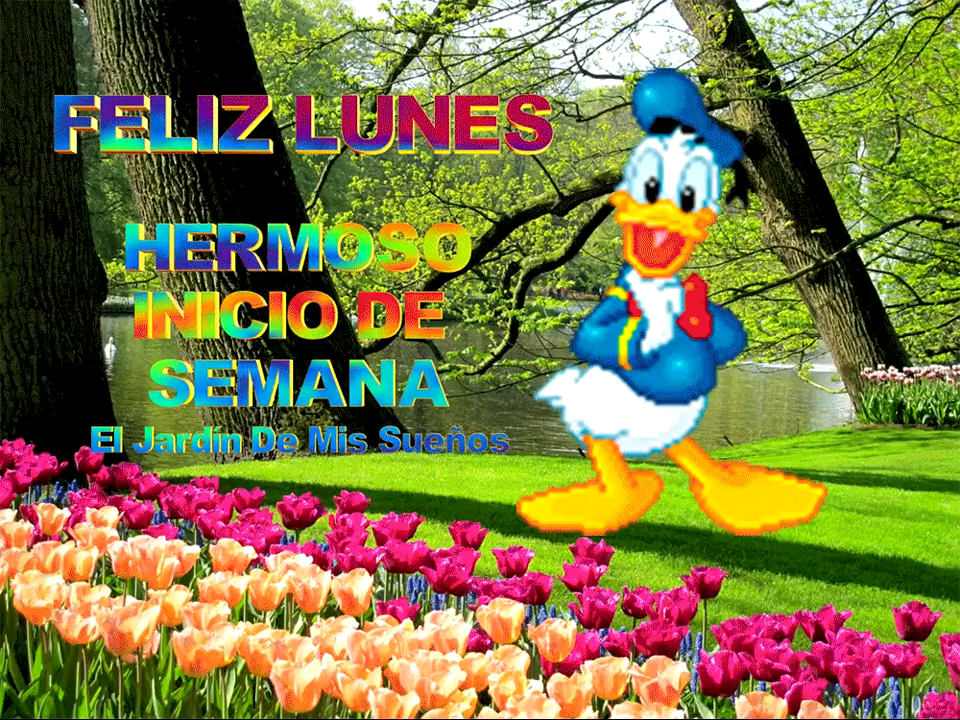 FELIZ LUNES
HERMOSO
INICIO DE
SEMANA
El Jardín De Mis Sueños